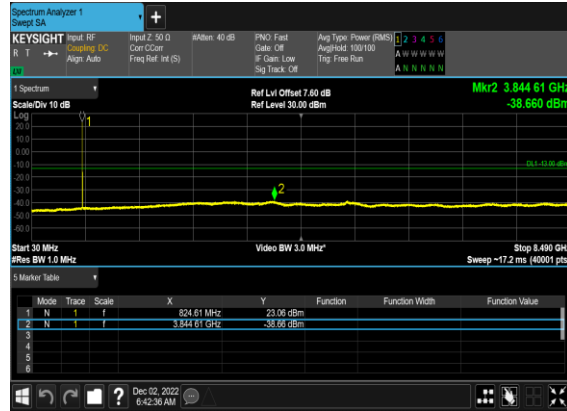 Spectrum Analyzer 1
Swept SA
+
KEYSIGHT Input: RF Input Z: 50 Ω #Atten: 40 dB PNO: Fast Avg Type: Power (RMS) 1 2 3 4 5 6
R T Coupling: DC Corr CCorr Gate: Off Avg|Hold: 100/100 A W W W W W
Align: Auto Freq Ref: Int (S) IF Gain: Low Trig: Free Run A N N N N N
Sig Track: Off
1 Spectrum Ref Lvl Offset 7.60 dB Mkr2 3.844 61 GHz
Scale/Div 10 dB Ref Level 30.00 dBm -38.660 dBm
Log
1
20.0
10.0
0.00
-10.0
DL1 -13.00 dBm
-20.0
-30.0
2
-40.0
-50.0
-60.0
Start 30 MHz Video BW 3.0 MHz* Stop 8.490 GHz
#Res BW 1.0 MHz Sweep ~17.2 ms (40001 pts)
5 Marker Table
Mode Trace Scale X Y Function Function Width Function Value
1 N 1 f 824.61 MHz 23.06 dBm
2 N 1 f 3.844 61 GHz -38.66 dBm
3
4
5
6
? Dec 02, 2022
6:42:36 AM